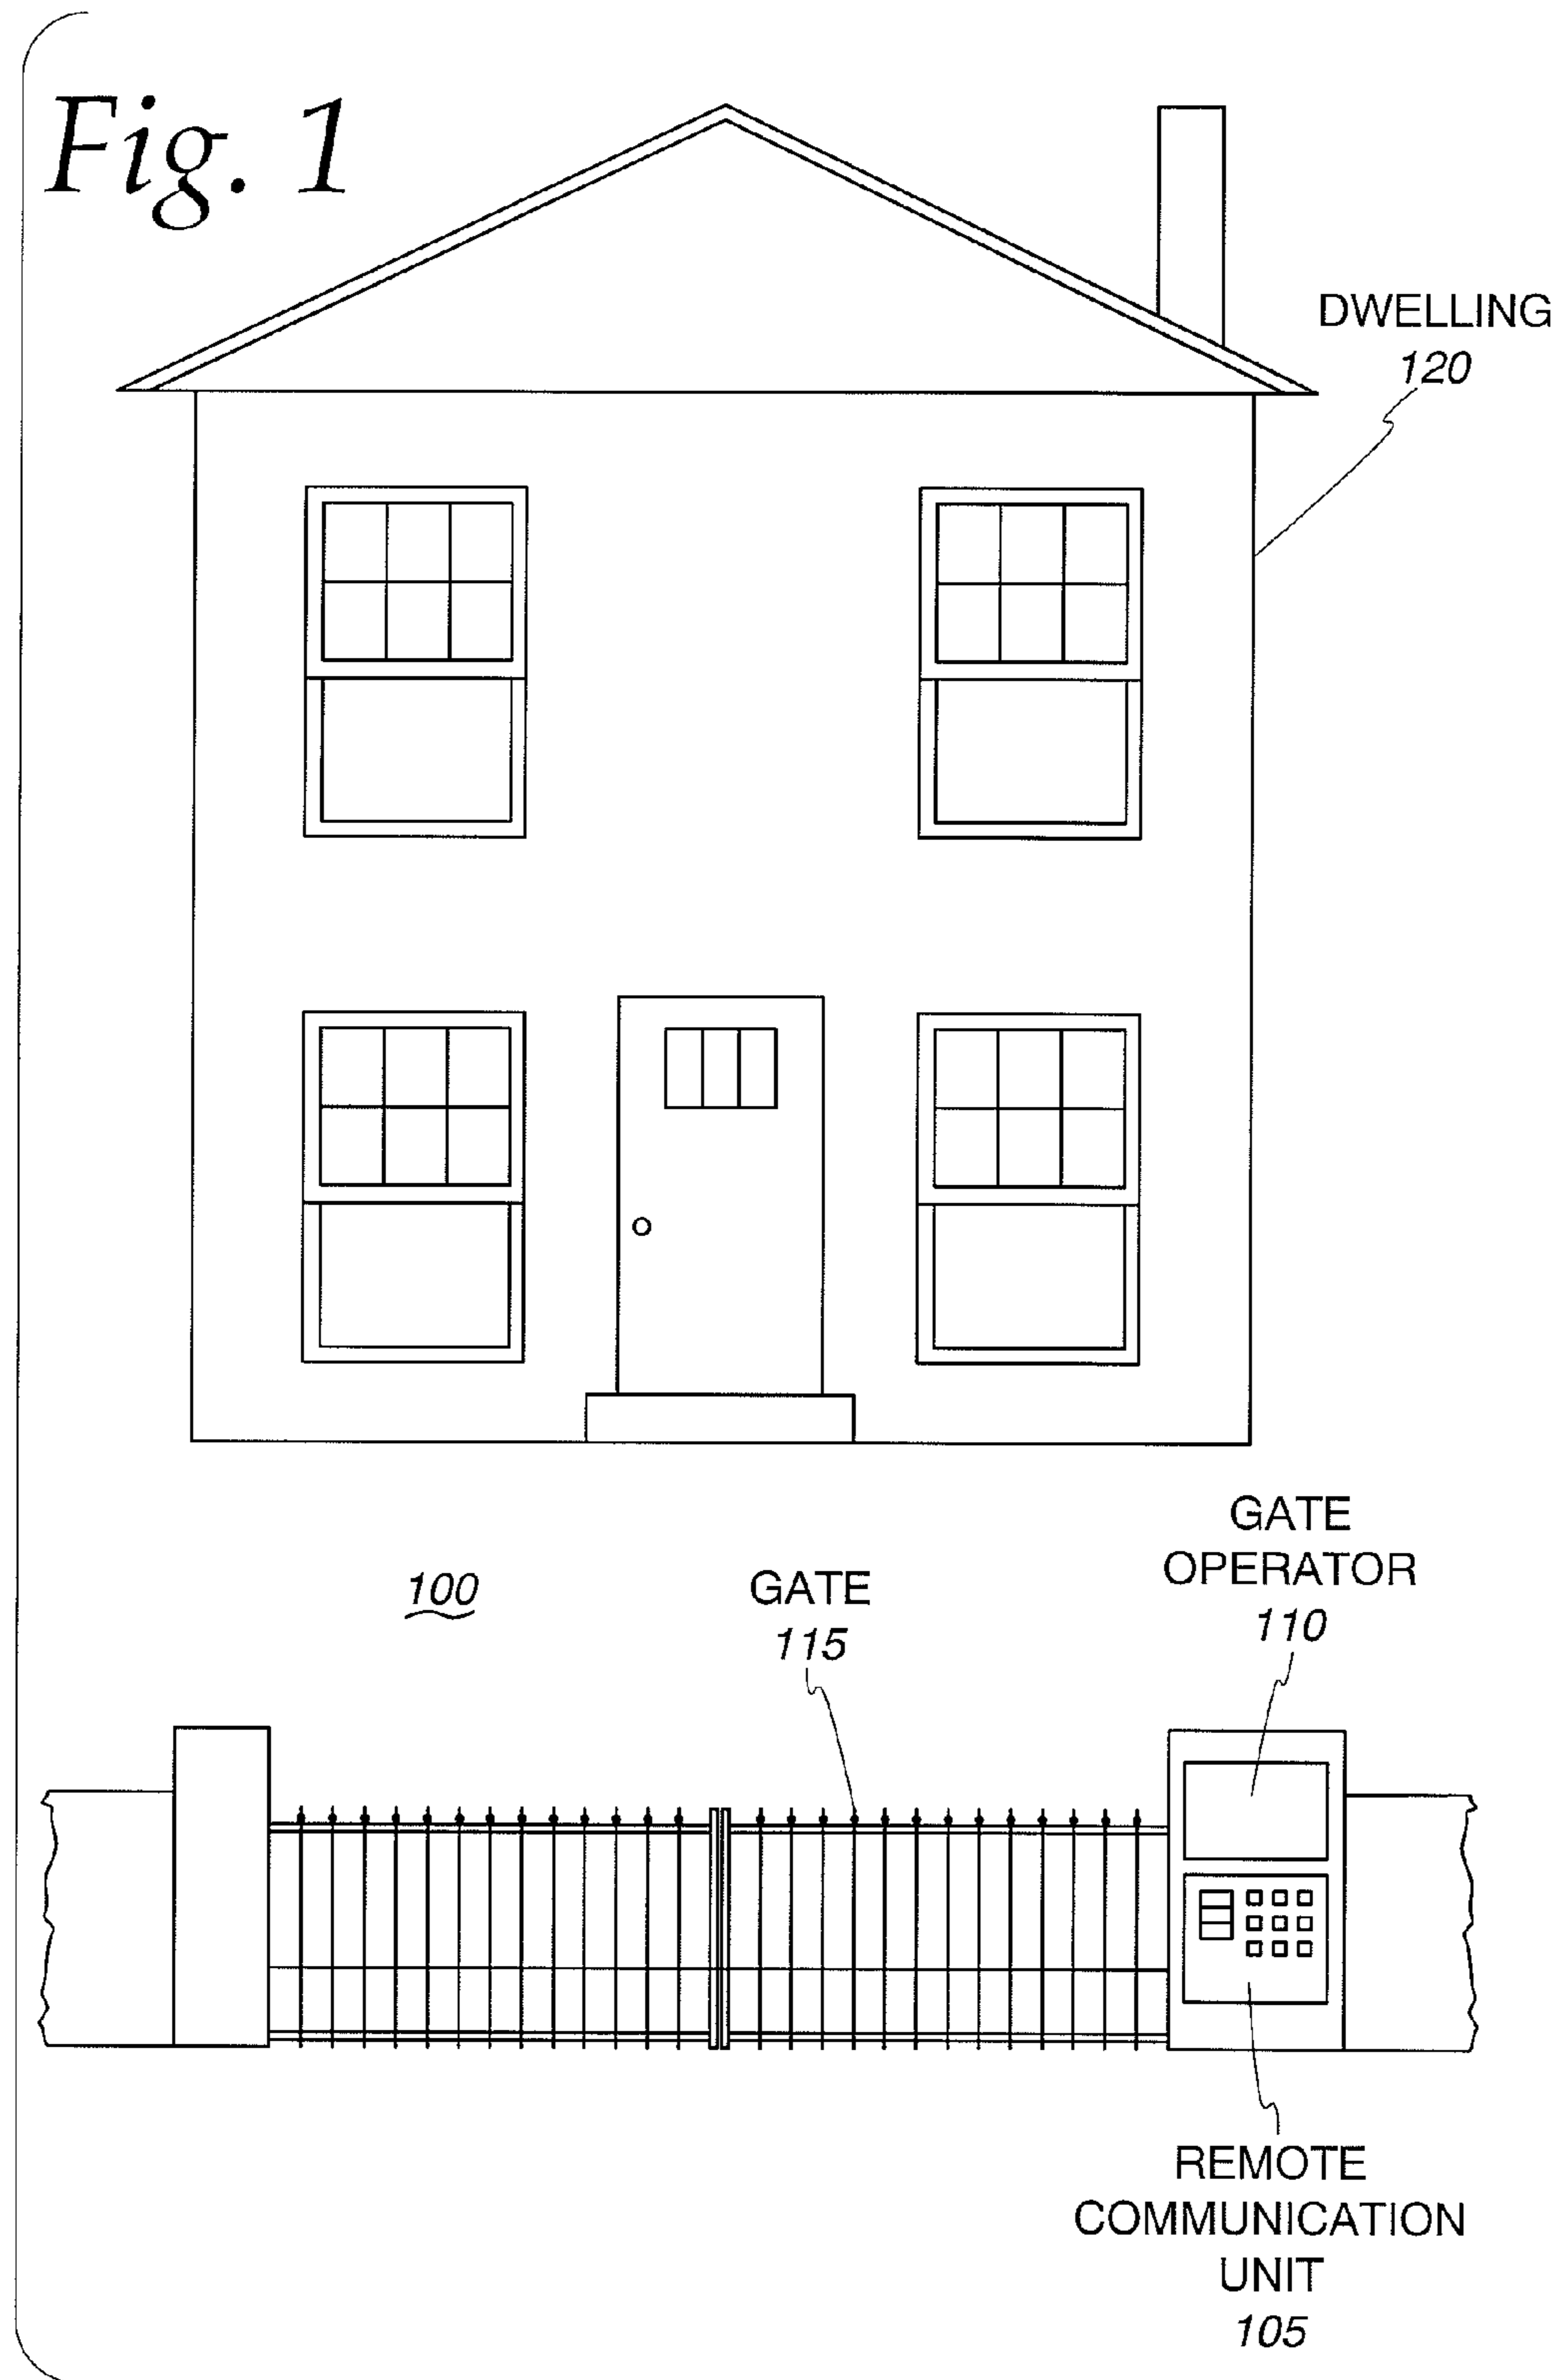 Fig. 1
DWELLING
120
GATE
OPERATOR
110
100
GATE
115
REMOTE
COMMUNICATION
UNIT
105